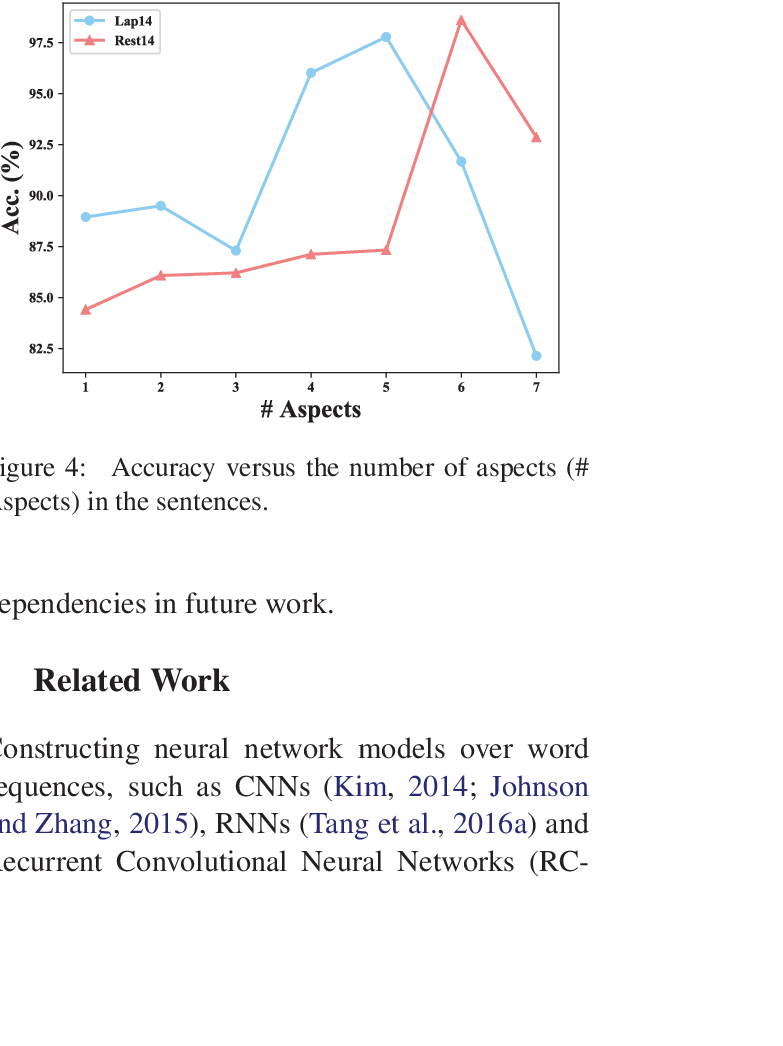 Lap14
Rest14
97.5
95.0
92.5
90.0
87.5
85.0
82.5
Acc. (%)
1 2 3 4 5 6 7
# Aspects
igure 4: Accuracy versus the number of aspects (#
spects) in the sentences.
ependencies in future work.
Related Work
Constructing neural network models over word
equences, such as CNNs (Kim, 2014; Johnson
nd Zhang, 2015), RNNs (Tang et al., 2016a) and
Recurrent Convolutional Neural Networks (RC-